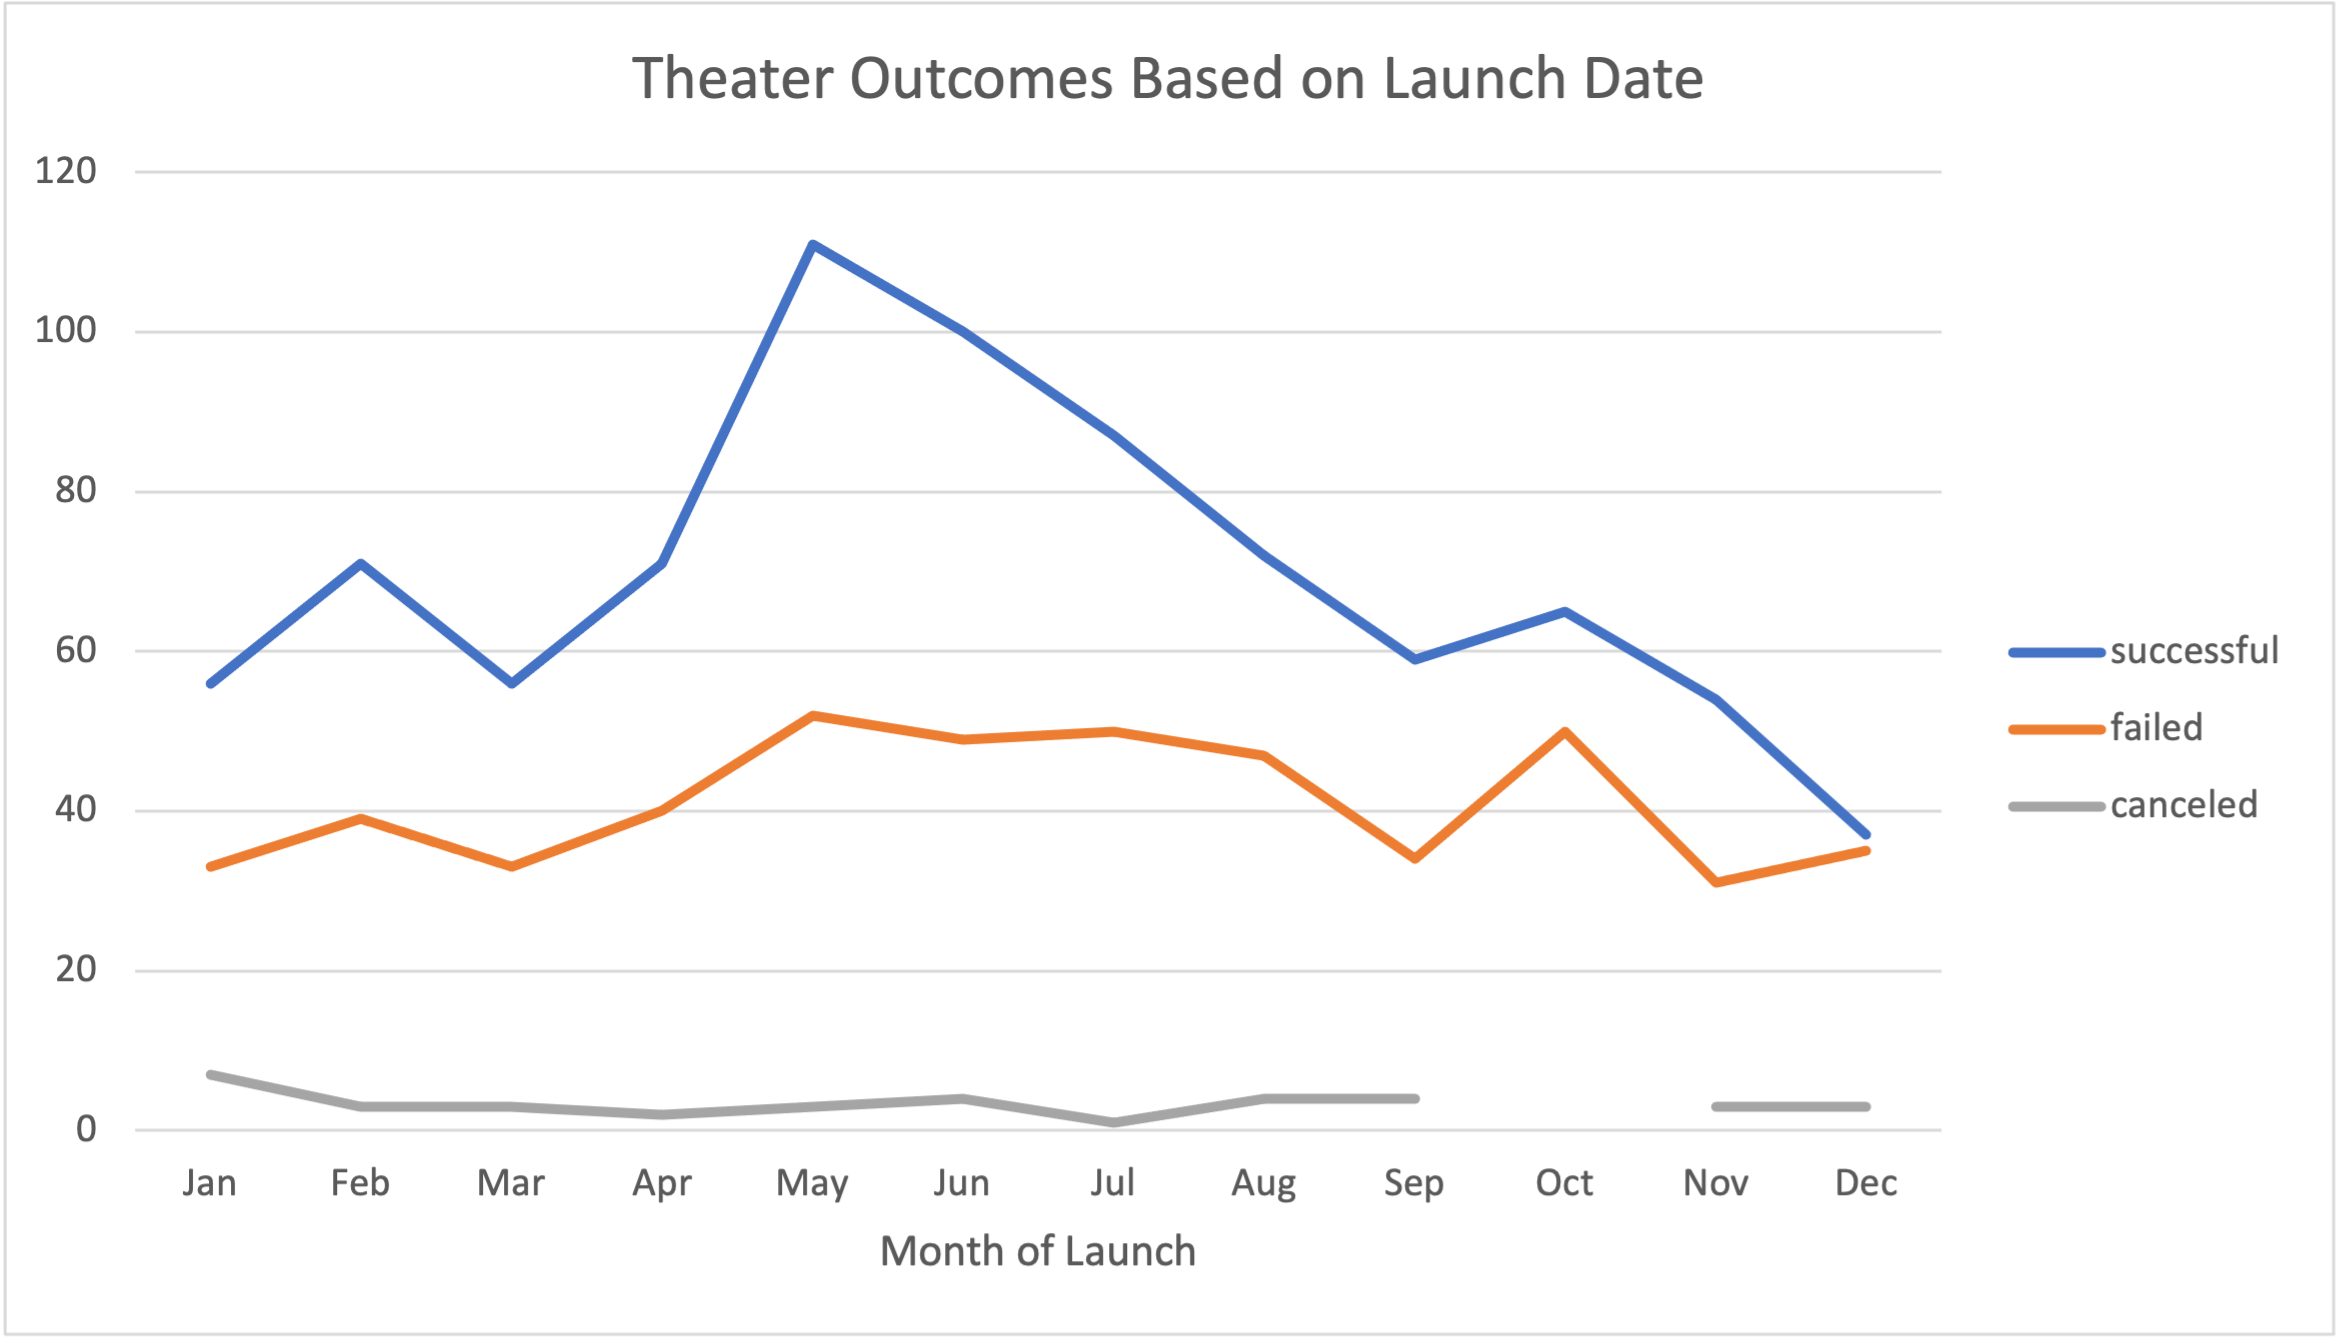 Theater Outcomes Based on Launch Date
120
100
80
60
40
20
0
successful
failed
canceled
Jan Feb Mar Apr May Jun Jul Aug Sep Oct Nov Dec
Month of Launch